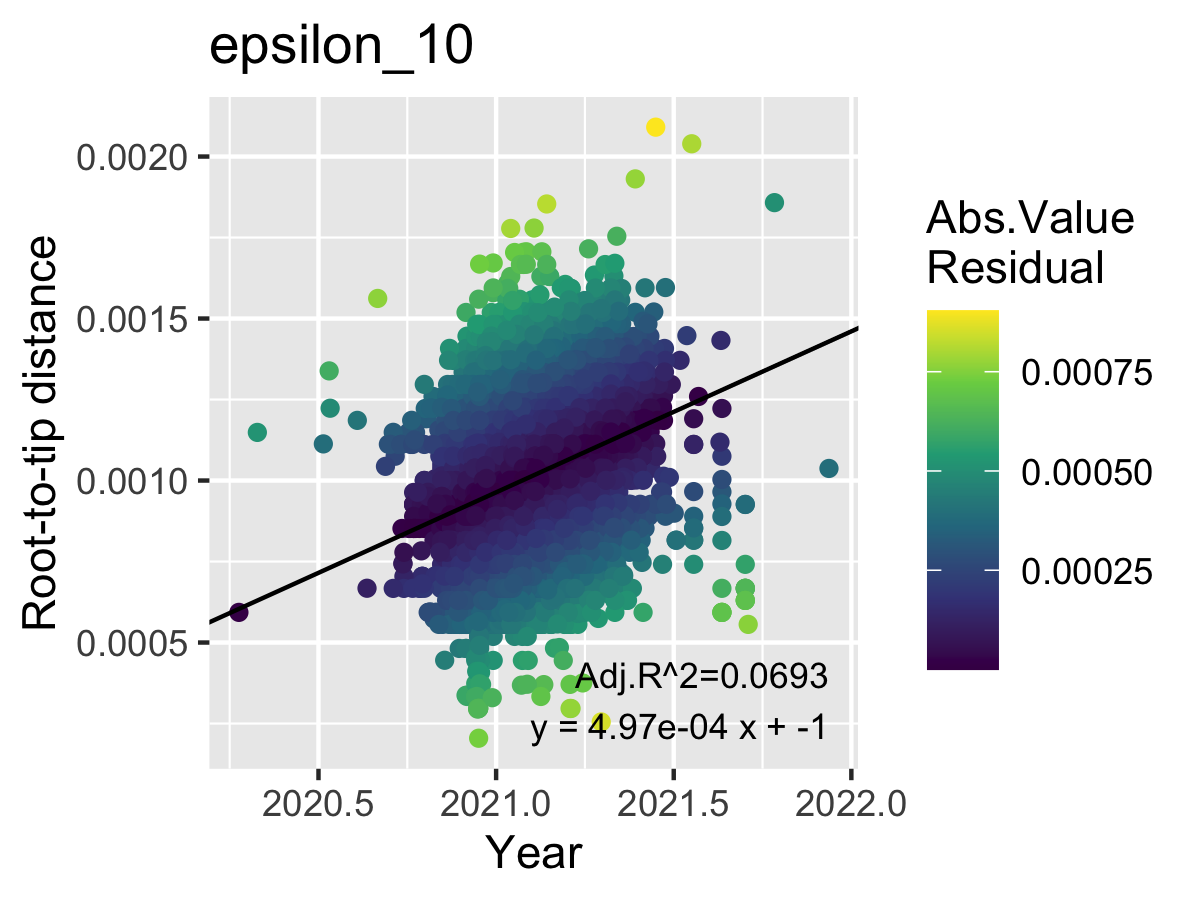 epsilon_10
0.0020
0.0015
0.0010
0.0005
Root-to-tip distance
Adj.R^2=0.0693
y = 4.97e-04 x + -1
2020.5
2021.0
2021.5
2022.0
Year
Abs.Value
Residual
0.00075
0.00050
0.00025